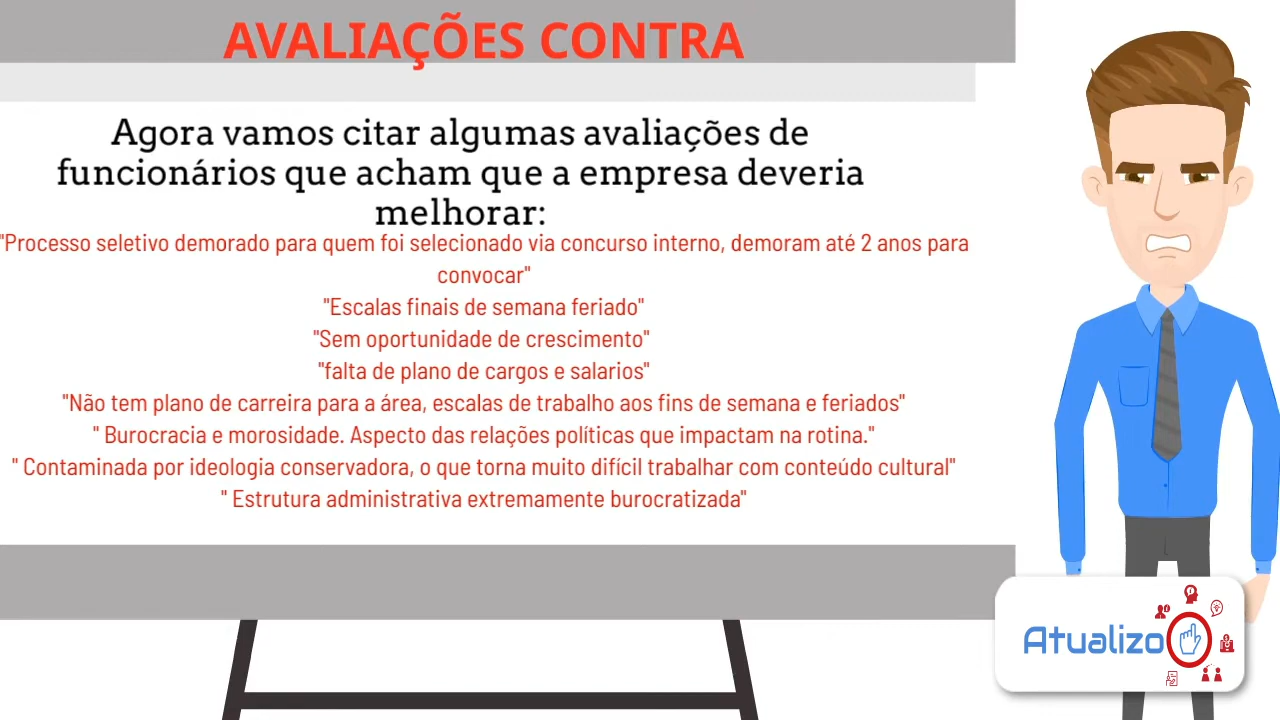 AVALIAÇÕES CONTRA
Agora vamos citar algumas avaliações de
funcionários que acham que a empresa deveria
melhorar:
"Processo seletivo demorado para quem foi selecionado via concurso interno, demoram até 2 anos para
convocar"
"Escalas finais de semana feriado"
"Sem oportunidade de crescimento"
"falta de plano de cargos e salarios"
"Não tem plano de carreira para a área, escalas de trabalho aos fins de semana e feriados"
" Burocracia e morosidade. Aspecto das relações políticas que impactam na rotina."
" Contaminada por ideologia conservadora, o que torna muito difícil trabalhar com conteúdo cultural"
" Estrutura administrativa extremamente burocratizada"
Atualizo